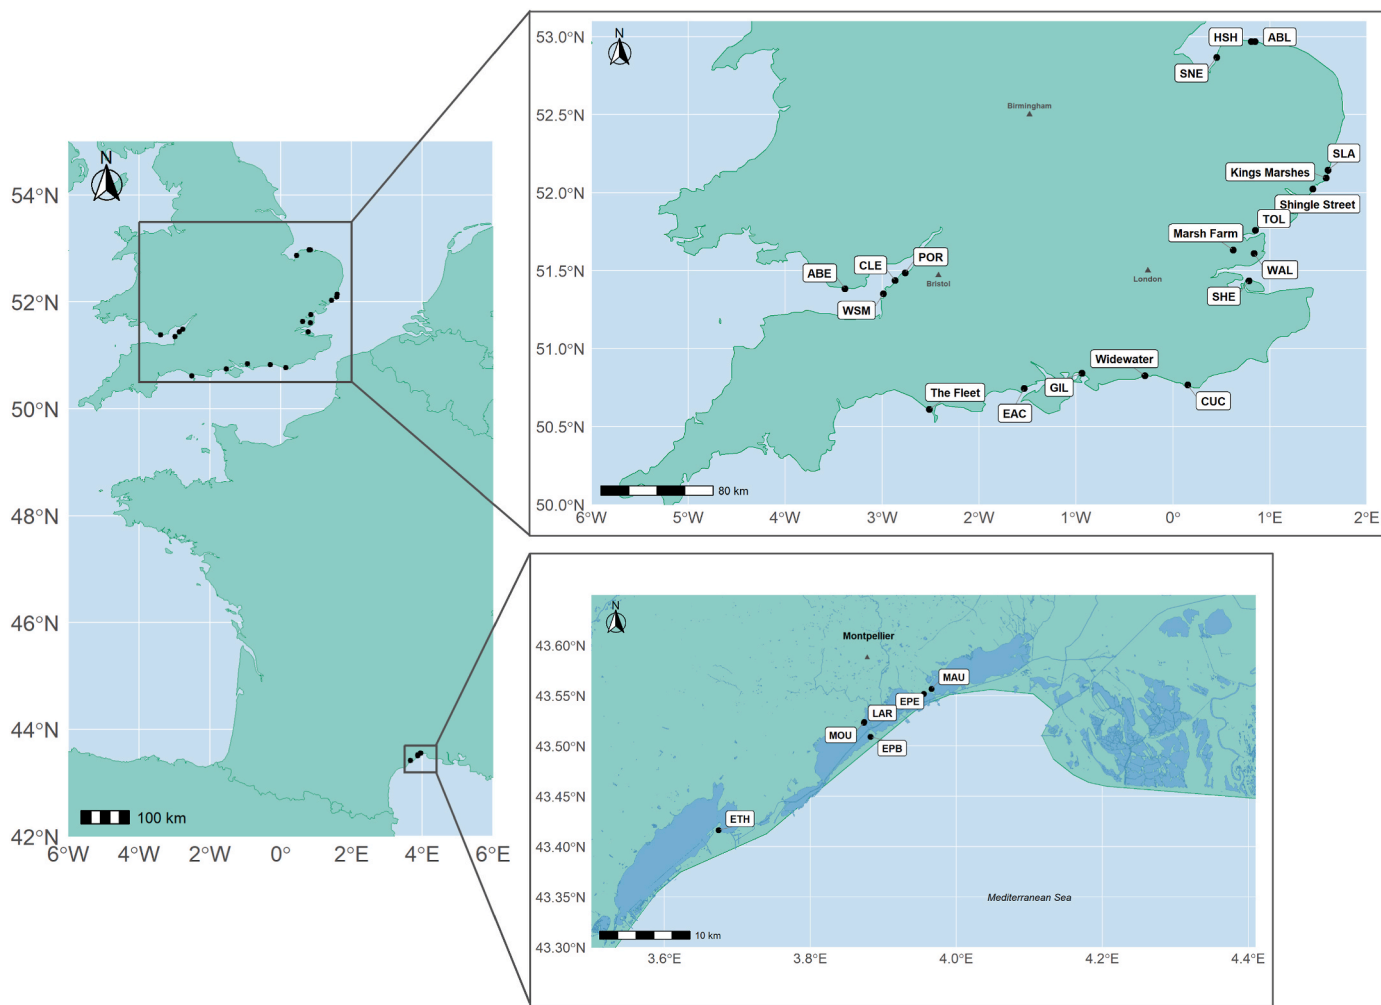 N
54°N
52°N
50°N
48°N
46°N
44°N
42°N
100 km
6°W
4°W
2°W
0°
2°E
4°E
6°E
N
53.0°N
52.5°N
52.0°N
51.5°N
51.0°N
50.5°N
50.0°N
HSH
ABL
SNE
Birmingham
SLA
Kings Marshes
Shingle Street
TOL
Marsh Farm
WAL
SHE
London
POR
CLE
ABE
WSM
Bristol
Widewater
The Fleet
GIL
EAC
CUC
80 km
6°W
5°W
4°W
3°W
2°W
1°W
0°
1°E
2°E
N
43.60°N
43.55°N
43.50°N
43.45°N
43.40°N
43.35°N
43.30°N
Montpellier
MAU
EPE
LAR
MOU
EPB
ETH
Mediterranean Sea
10 km
3.6°E
3.8°E
4.0°E
4.2°E
4.4°E